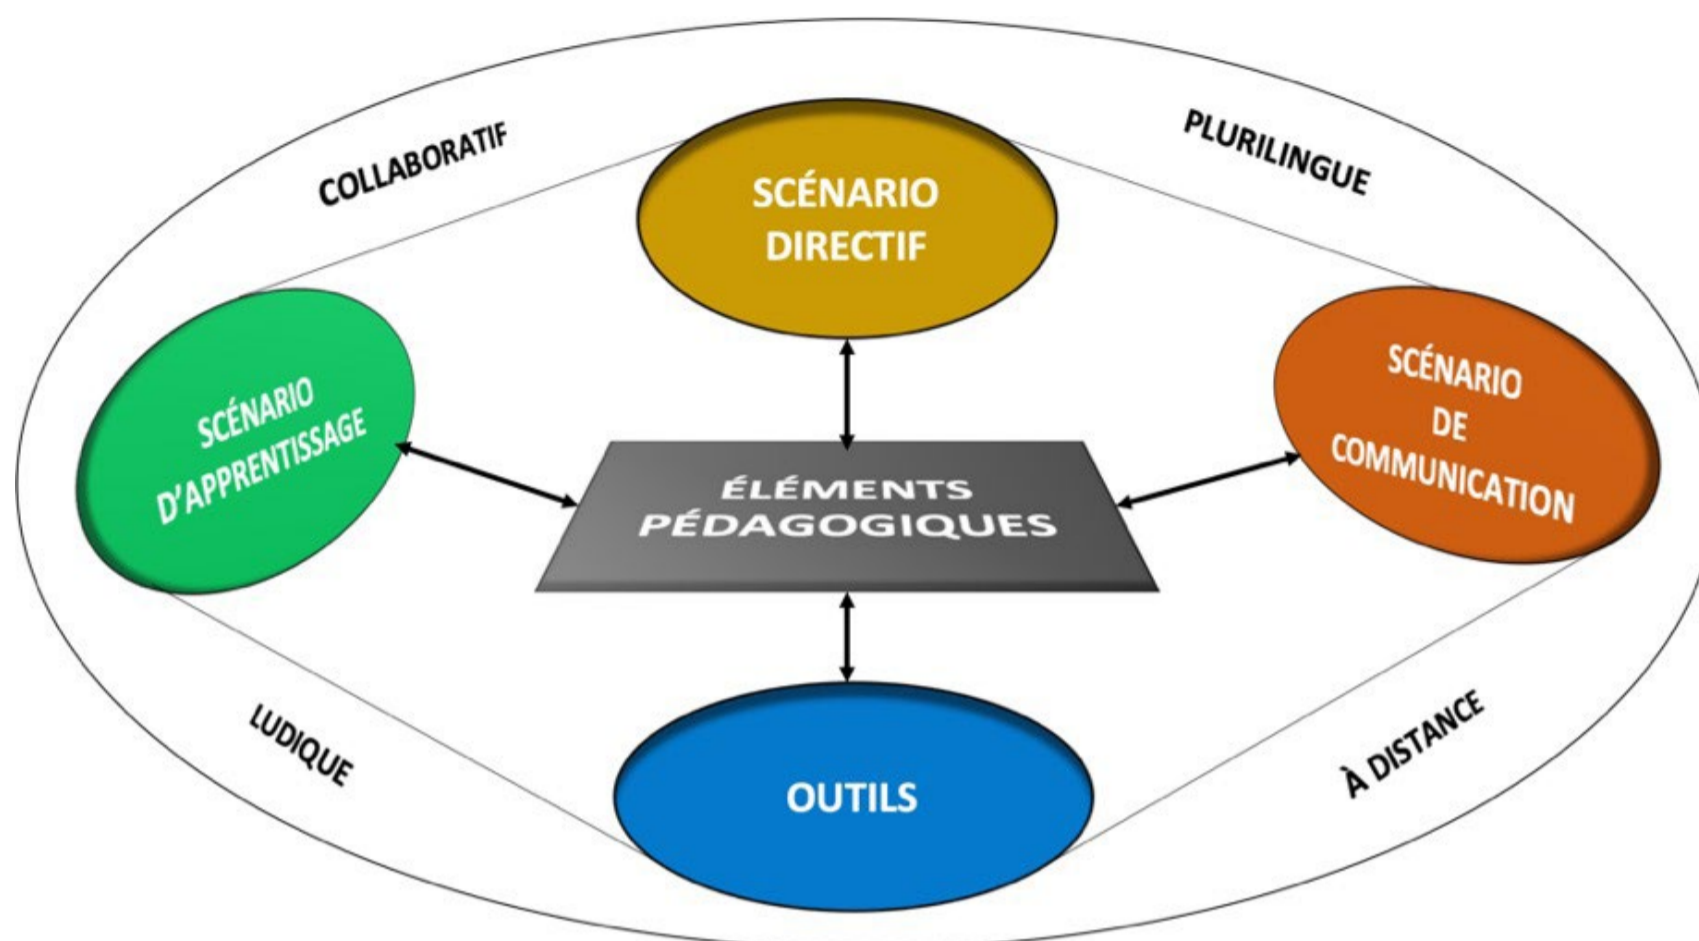 COLLABORATIF
PLURILINGUE
SCÉNARIO
DIRECTIF
SCÉNARIO
D'APPRENTISSAGE
SCÉNARIO
DE
COMMUNICATION
ÉLÉMENTS
PÉDAGOGIQUES
LUDIQUE
OUTILS
À DISTANCE